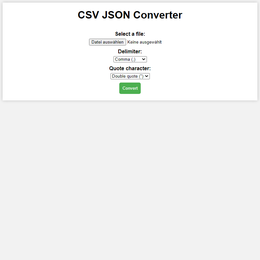 CSV JSON Converter
Select a file:
Datei auswählen Keine ausgewählt
Delimiter:
Comma (,)
Quote character:
Double quote (")
Convert